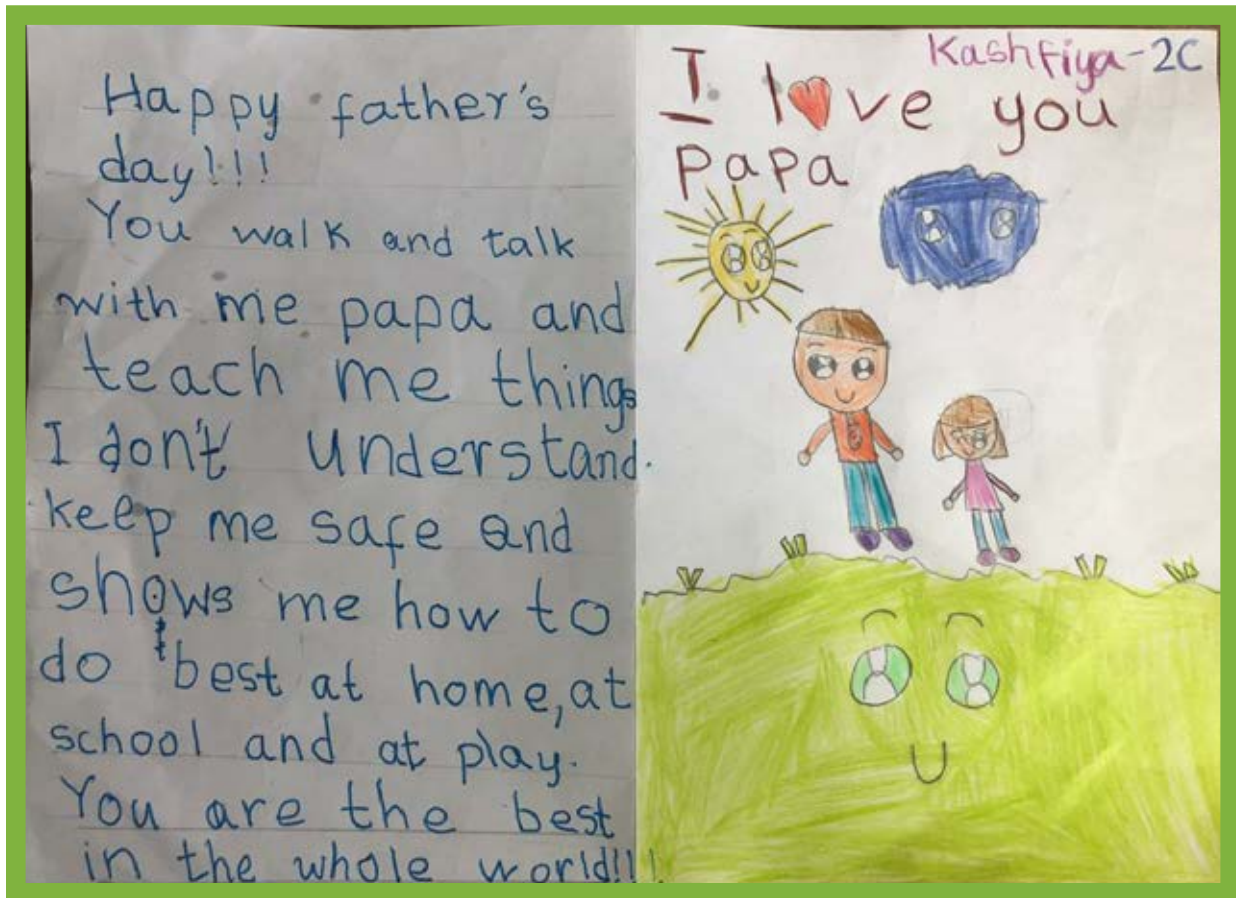 Happy father's
day!!!
You walk and talk
with me papa and
teach me things
I don't understand.
keep me safe and
shows me how to
do best at home, at
school and at play.
You are the best
in the whole world!!!
Kashfiya-2C
I love you
papa